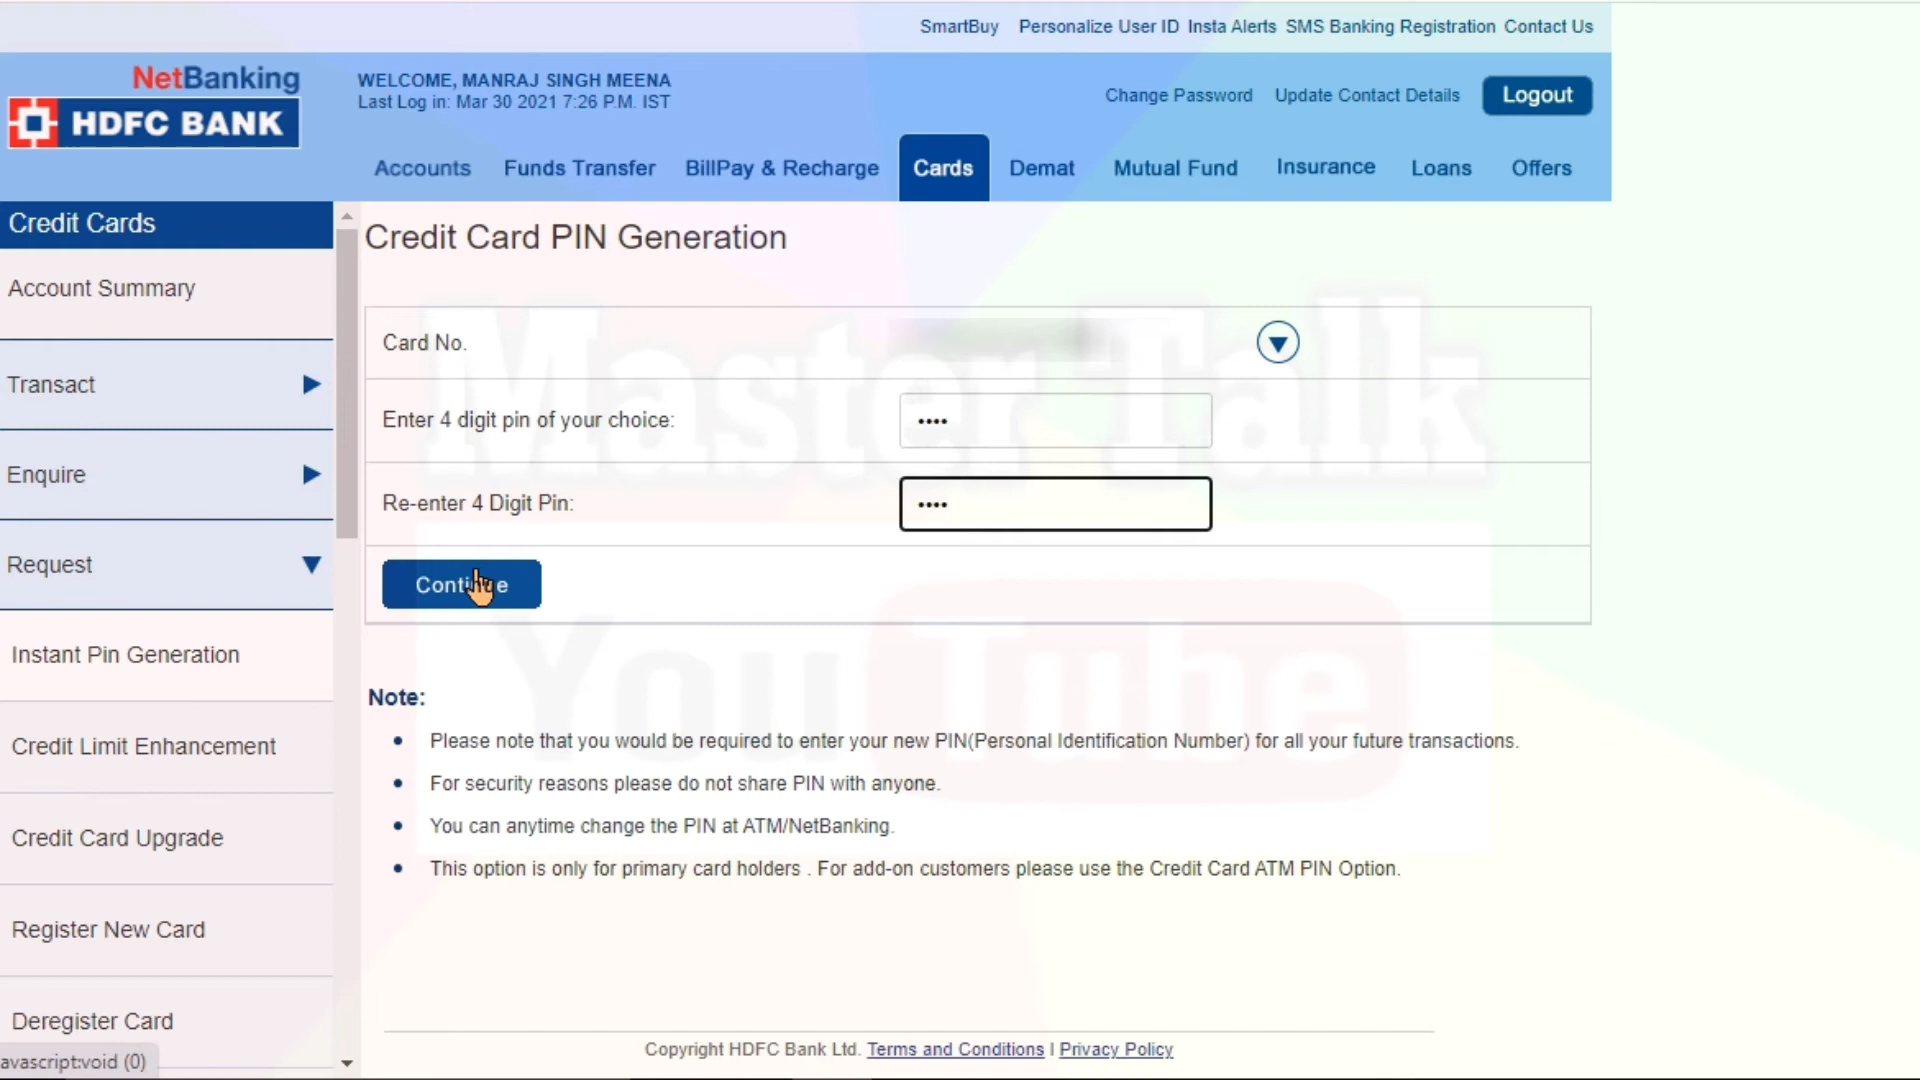 SmartBuy Personalize User ID Insta Alerts SMS Banking Registration Contact Us
NetBanking
HDFC BANK
WELCOME, MANRAJ SINGH MEENA
Last Log in: Mar 30 2021 7:26 P.M. IST
Change Password Update Contact Details Logout
Accounts Funds Transfer BillPay & Recharge Cards Demat Mutual Fund Insurance Loans Offers
Credit Cards
Account Summary
Transact
Enquire
Request
Instant Pin Generation
Credit Limit Enhancement
Credit Card Upgrade
Register New Card
Deregister Card
avascript:void (0)
Credit Card PIN Generation
Card No.
Enter 4 digit pin of your choice: ••••
Re-enter 4 Digit Pin: ••••
Continue
Master Talk
YouTube
Note:
• Please note that you would be required to enter your new PIN(Personal Identification Number) for all your future transactions.
• For security reasons please do not share PIN with anyone.
• You can anytime change the PIN at ATM/NetBanking.
• This option is only for primary card holders . For add-on customers please use the Credit Card ATM PIN Option.
Copyright HDFC Bank Ltd. Terms and Conditions I Privacy Policy